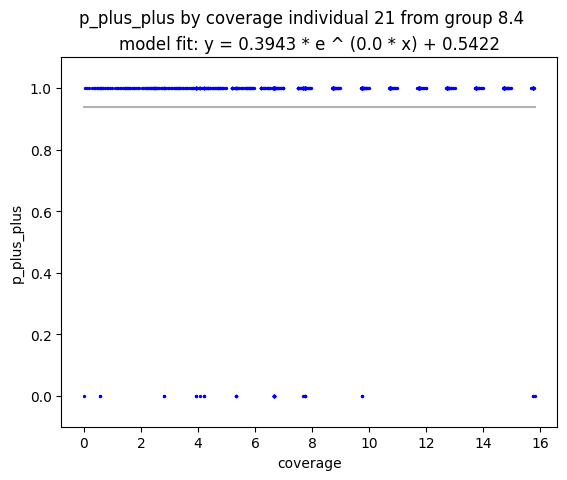 p_plus_plus by coverage individual 21 from group 8.4
model fit: y = 0.3943 * e ^ (0.0 * x) + 0.5422
1.0
0.8
0.6
0.4
0.2
0.0
p_plus_plus
0 2 4 6 8 10 12 14 16
coverage